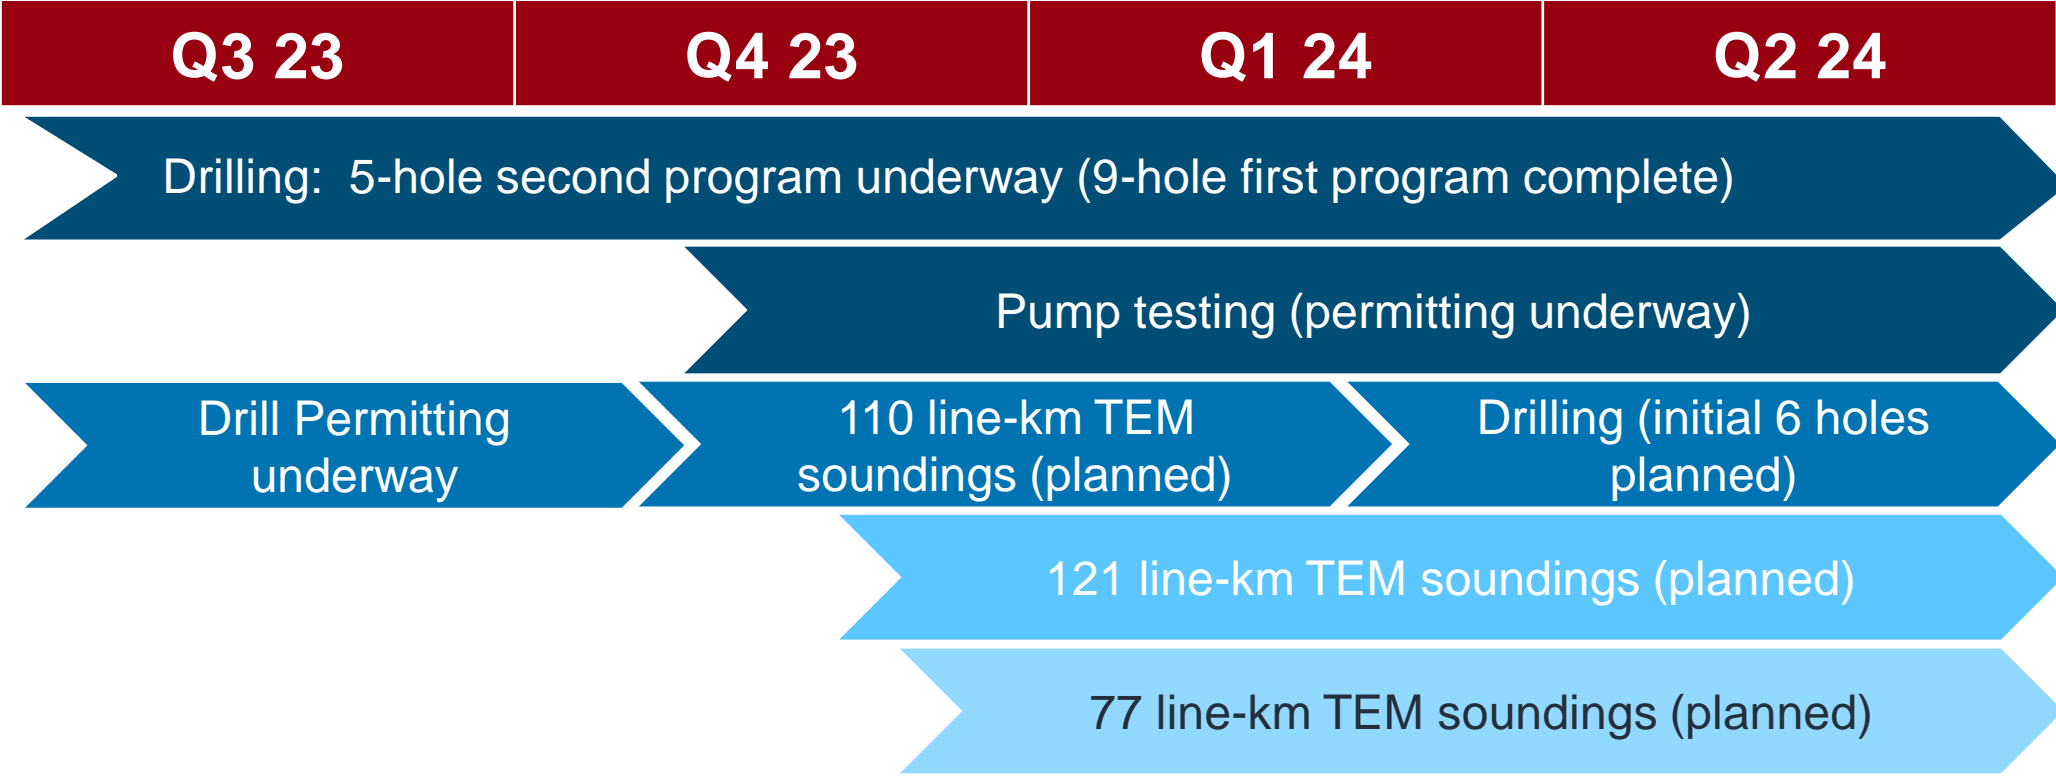 Q3 23
Q4 23
Q1 24
Q2 24
Drilling:  5-hole second program underway (9-hole first program complete)
Pump testing (permitting underway)
Drill Permitting
underway
110 line-km TEM
soundings (planned)
Drilling (initial 6 holes
planned)
121 line-km TEM soundings (planned)
77 line-km TEM soundings (planned)